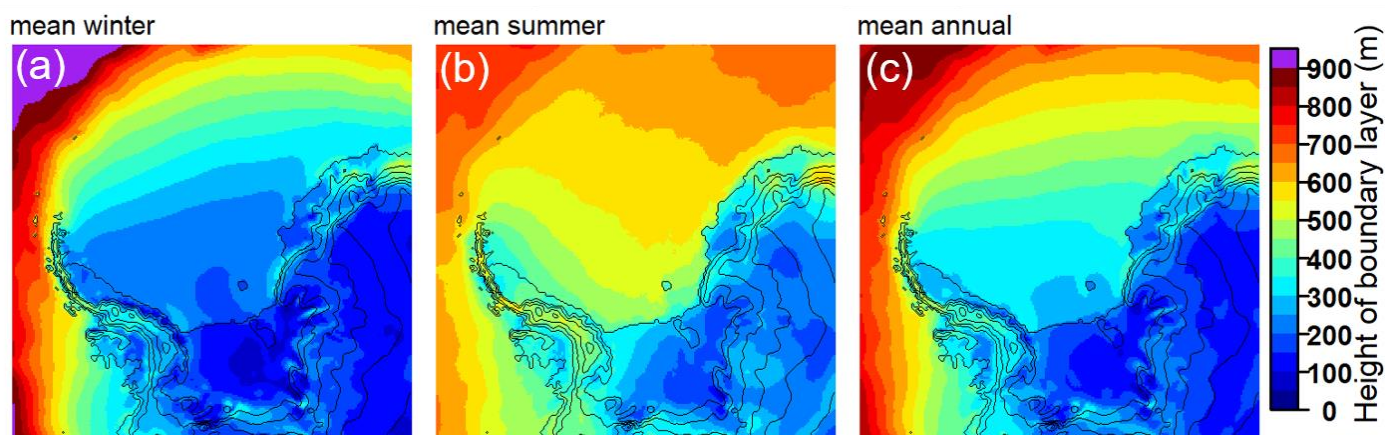 mean winter
mean summer
mean annual
(a)
(b)
(c)
900
800
700
600
500
400
300
200
100
0
Height of boundary layer (m)